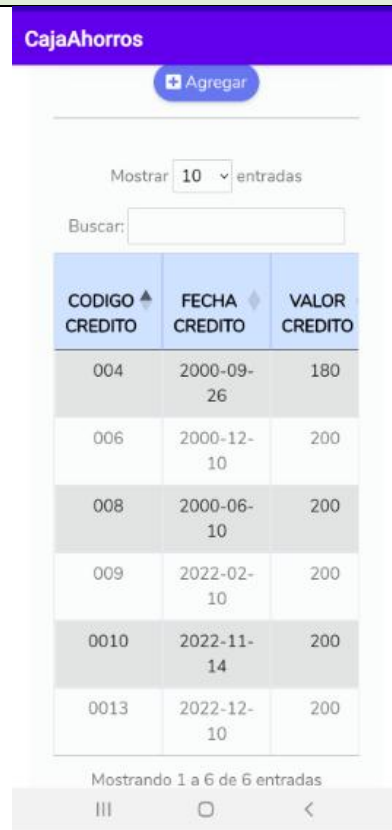 CajaAhorros
Agregar
Mostrar 10 entradas
Buscar:
CODIGO CREDITO FECHA CREDITO VALOR CREDITO
004 2000-09-26 180
006 2000-12-10 200
008 2000-06-10 200
009 2022-02-10 200
0010 2022-11-14 200
0013 2022-12-10 200
Mostrando 1 a 6 de 6 entradas